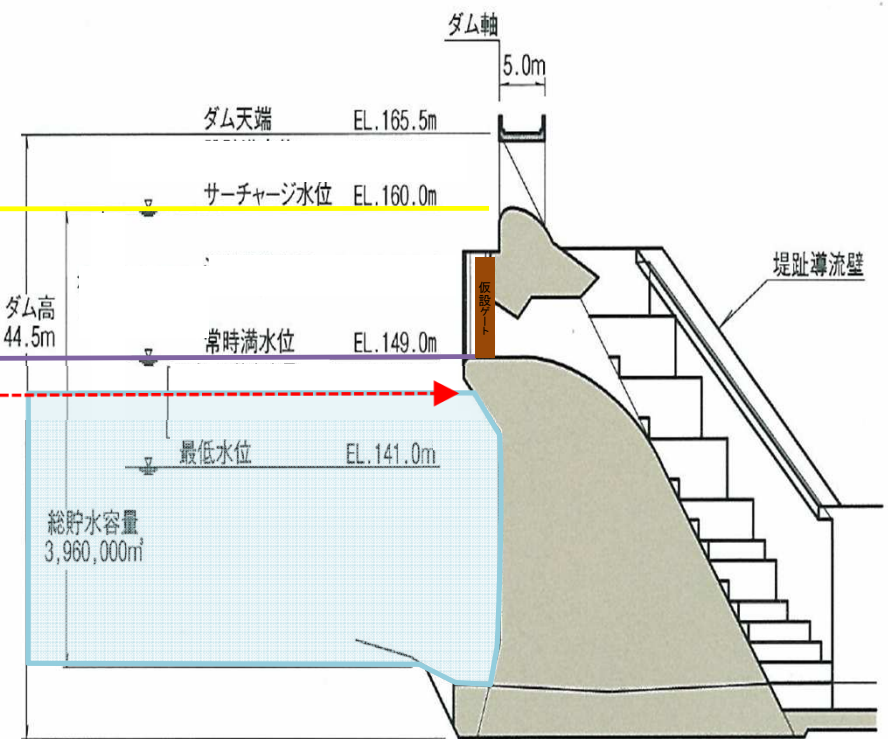 ダム軸
5.0m
ダム天端 EL.165.5m
サーチャージ水位 EL.160.0m
堤趾導流壁
仮設ゲート
ダム高
44.5m
常時満水位 EL.149.0m
最低水位 EL.141.0m
総貯水容量
3,960,000㎥